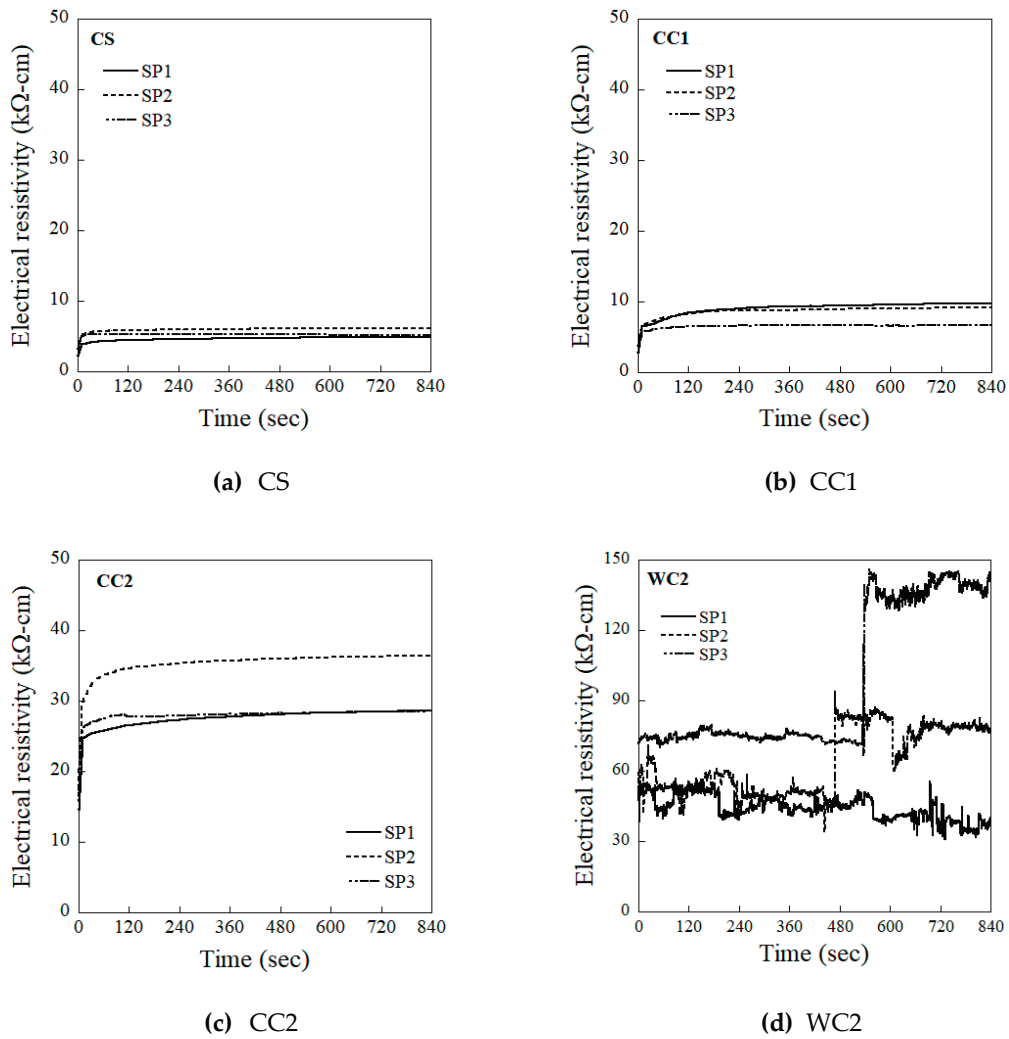 CS
SP1
SP2
SP3
Electrical resistivity (kΩ-cm)
50
40
30
20
10
0
0 120 240 360 480 600 720 840
Time (sec)
(a) CS
CC1
SP1
SP2
SP3
Electrical resistivity (kΩ-cm)
50
40
30
20
10
0
0 120 240 360 480 600 720 840
Time (sec)
(b) CC1
CC2
SP1
SP2
SP3
Electrical resistivity (kΩ-cm)
50
40
30
20
10
0
0 120 240 360 480 600 720 840
Time (sec)
(c) CC2
WC2
SP1
SP2
SP3
Electrical resistivity (kΩ-cm)
150
120
90
60
30
0
0 120 240 360 480 600 720 840
Time (sec)
(d) WC2